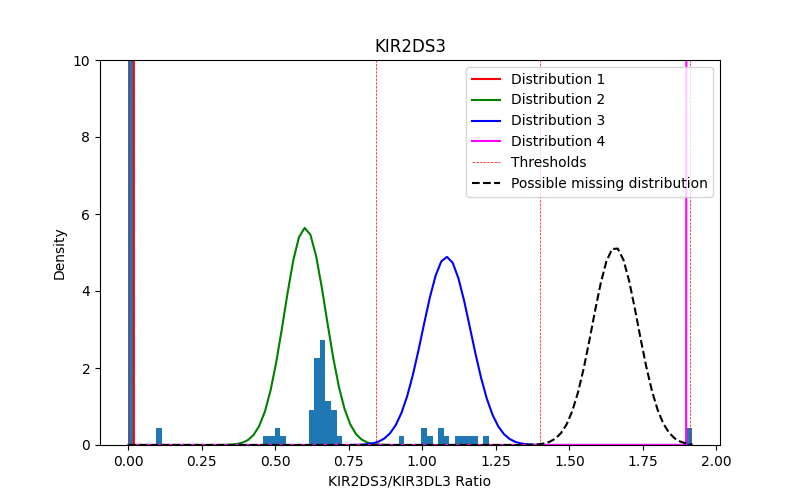 KIR2DS3
10
8
6
4
2
0
Density
0.00 0.25 0.50 0.75 1.00 1.25 1.50 1.75 2.00
KIR2DS3/KIR3DL3 Ratio
Distribution 1
Distribution 2
Distribution 3
Distribution 4
Thresholds
Possible missing distribution